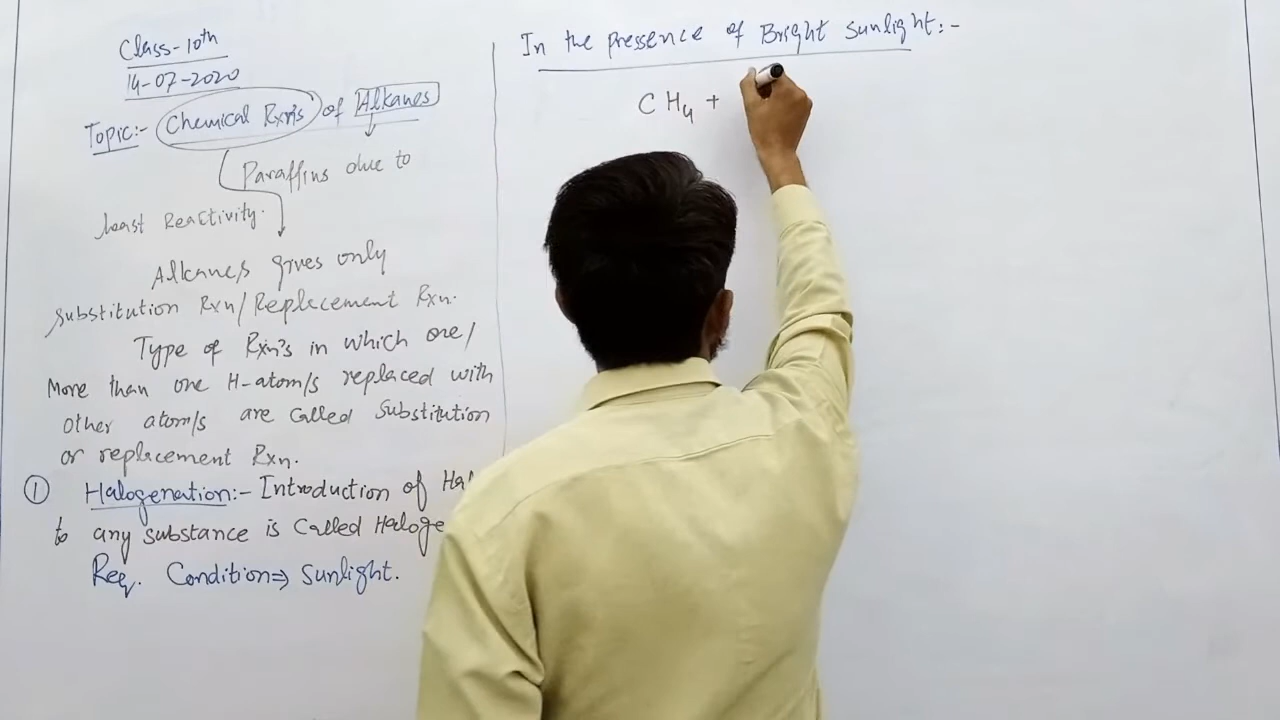 Class-10th
14-07-2020
Topic:- Chemical Rxn's of Alkanes
Paraffins due to
least Reactivity.
Alkane/s gives only
substitution Rxn/Replacement Rxn.
Type of Rxn's in which one/
More than one H-atom/s replaced with
other atom/s are Called Substitution
or replacement Rxn.
① Halogenation:- Introduction of Hal
to any substance is Called Haloge
Req. Condition⇒ Sunlight.
In the pressence of Bright sunlight:-
CH4 +